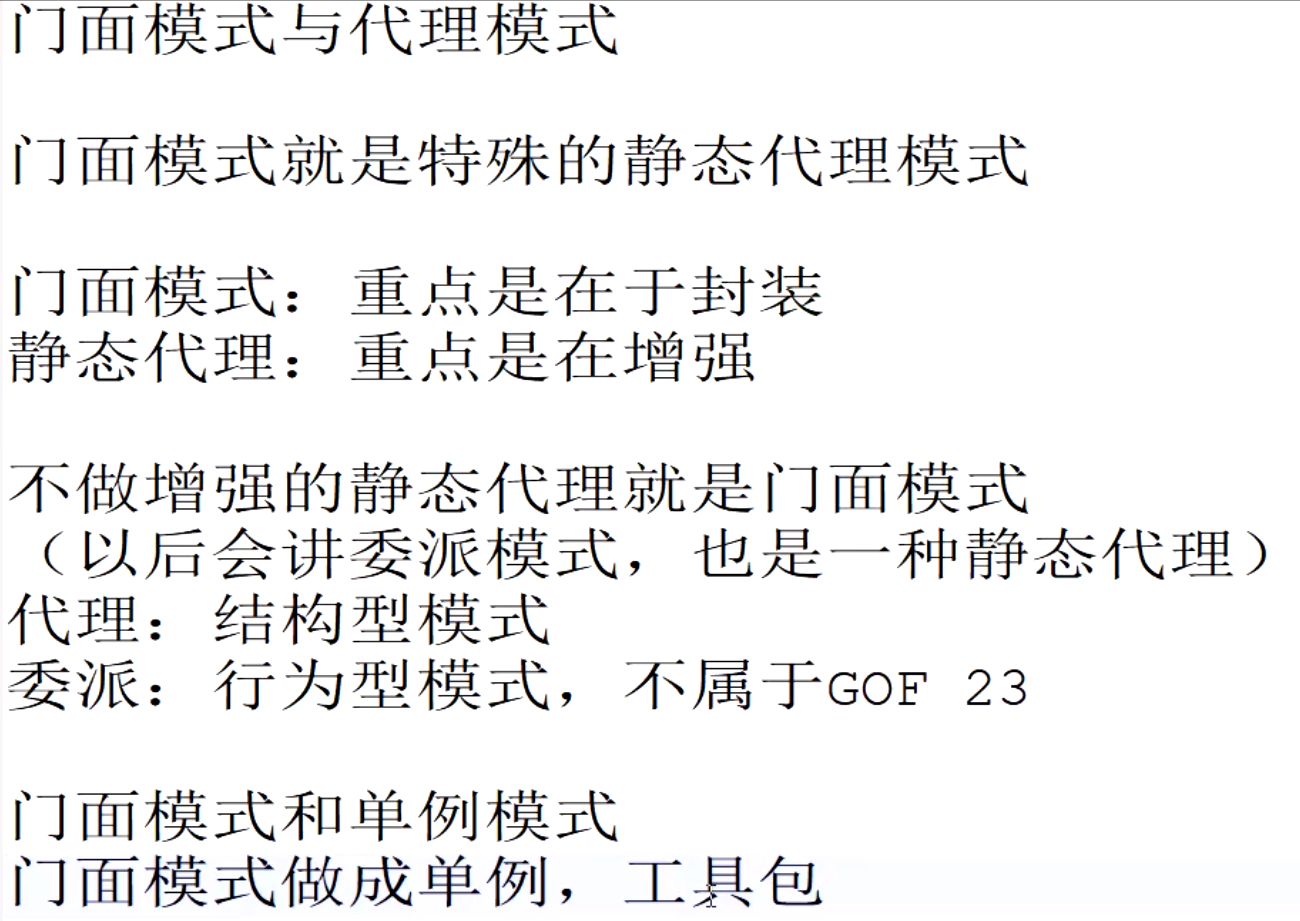 门面模式与代理模式
门面模式就是特殊的静态代理模式
门面模式：重点是在于封装
静态代理：重点是在增强
不做增强的静态代理就是门面模式
（以后会讲委派模式，也是一种静态代理）
代理：结构型模式
委派：行为型模式，不属于GOF 23
门面模式和单例模式
门面模式做成单例，工具包